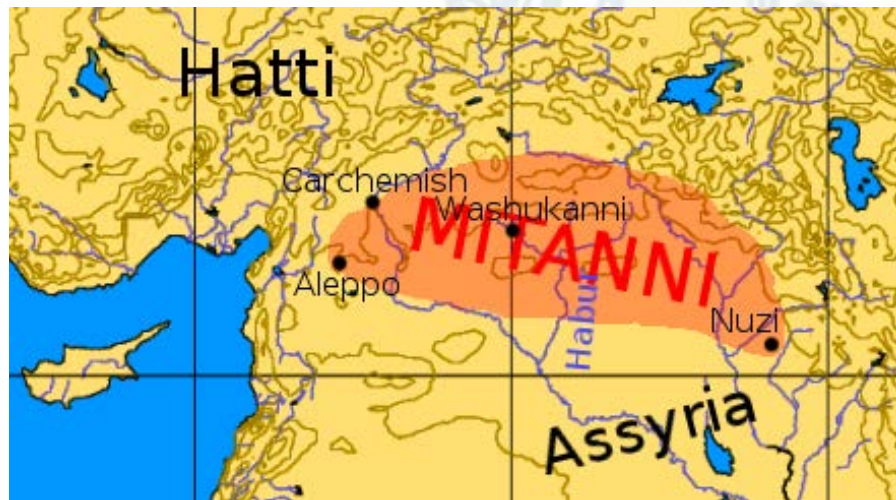 Hatti
Carchemish
Washukanni
MITANNI
Aleppo
Habur
Nuzi
Assyria